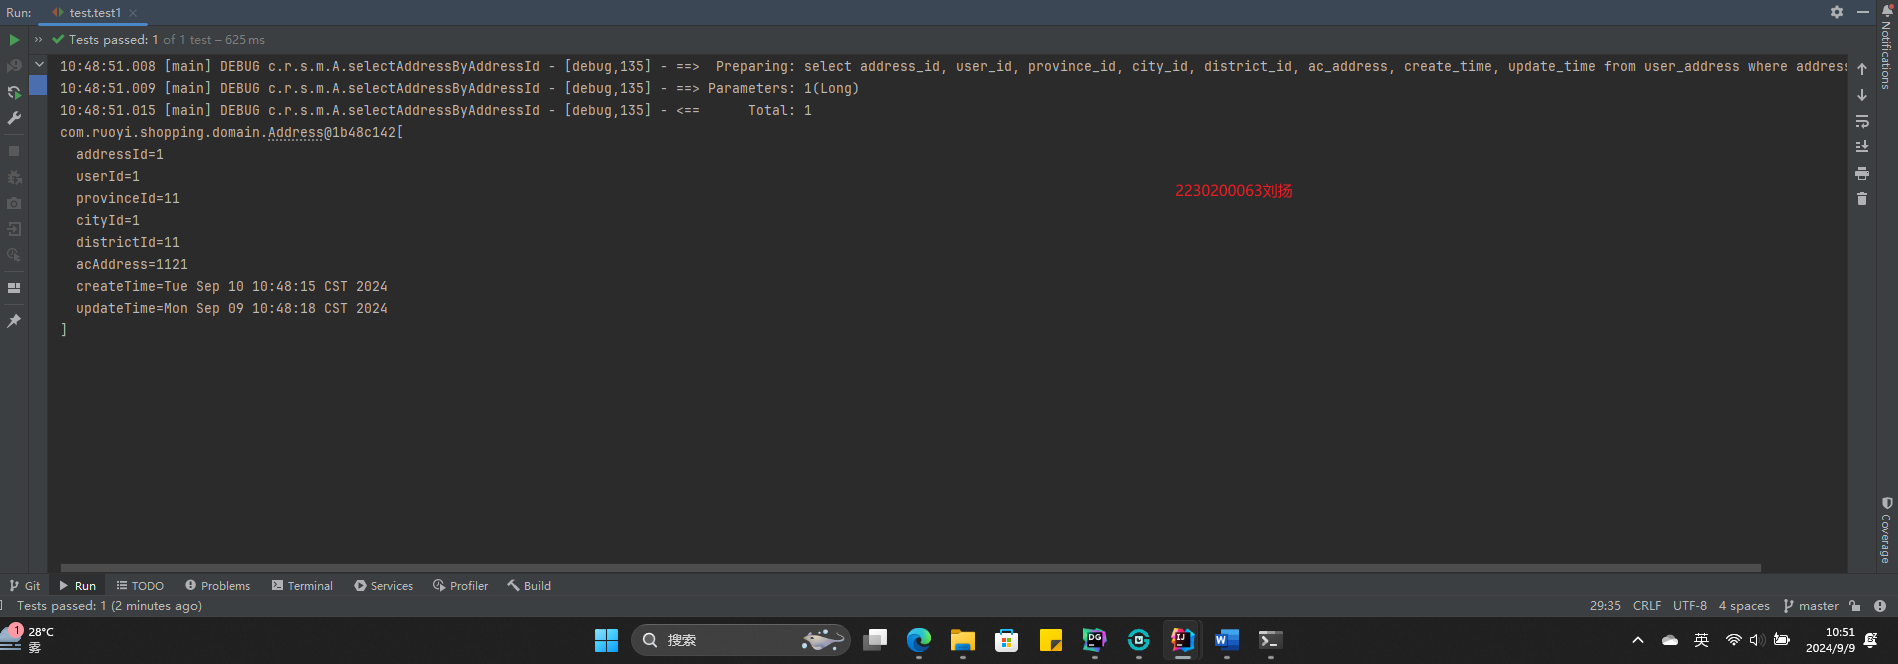 Run: test.test1
Tests passed: 1 of 1 test – 625 ms
10:48:51.008 [main] DEBUG c.r.s.m.A.selectAddressByAddressId - [debug,135] - ==>  Preparing: select address_id, user_id, province_id, city_id, district_id, ac_address, create_time, update_time from user_address where address
10:48:51.009 [main] DEBUG c.r.s.m.A.selectAddressByAddressId - [debug,135] - ==> Parameters: 1(Long)
10:48:51.015 [main] DEBUG c.r.s.m.A.selectAddressByAddressId - [debug,135] - <==      Total: 1
com.ruoyi.shopping.domain.Address@1b48c142[
  addressId=1
  userId=1
  provinceId=11
2230200063刘扬
  cityId=1
  districtId=11
  acAddress=1121
  createTime=Tue Sep 10 10:48:15 CST 2024
  updateTime=Mon Sep 09 10:48:18 CST 2024
]
Notifications
Coverage
Git Run TODO Problems Terminal Services Profiler Build
Tests passed: 1 (2 minutes ago) 29:35 CRLF UTF-8 4 spaces master
1 28°C
雾
搜索
DG
IJ
W
英
10:51
2024/9/9